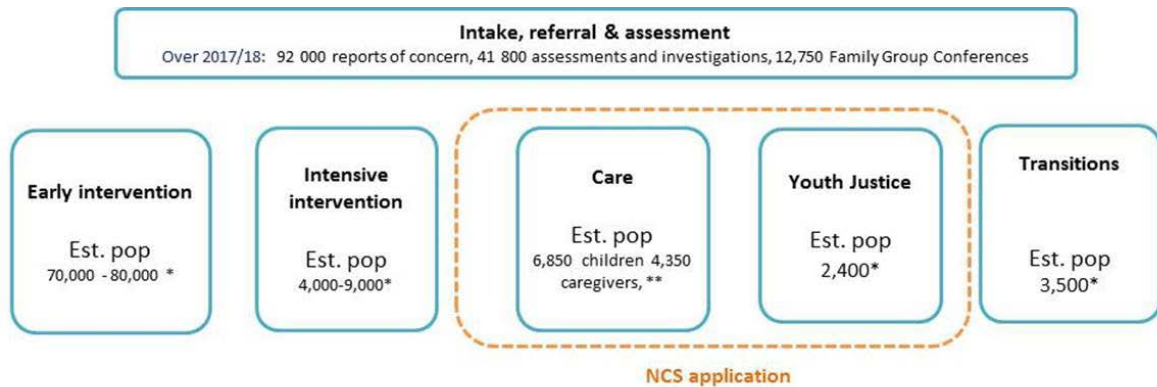 Intake, referral & assessment
Over 2017/18: 92 000 reports of concern, 41 800 assessments and investigations, 12,750 Family Group Conferences
Early intervention
Est. pop
70,000 - 80,000 *
Intensive
intervention
Est. pop
4,000-9,000*
Care
Est. pop
6,850 children 4,350
caregivers, **
Youth Justice
Est. pop
2,400*
Transitions
Est. pop
3,500*
NCS application